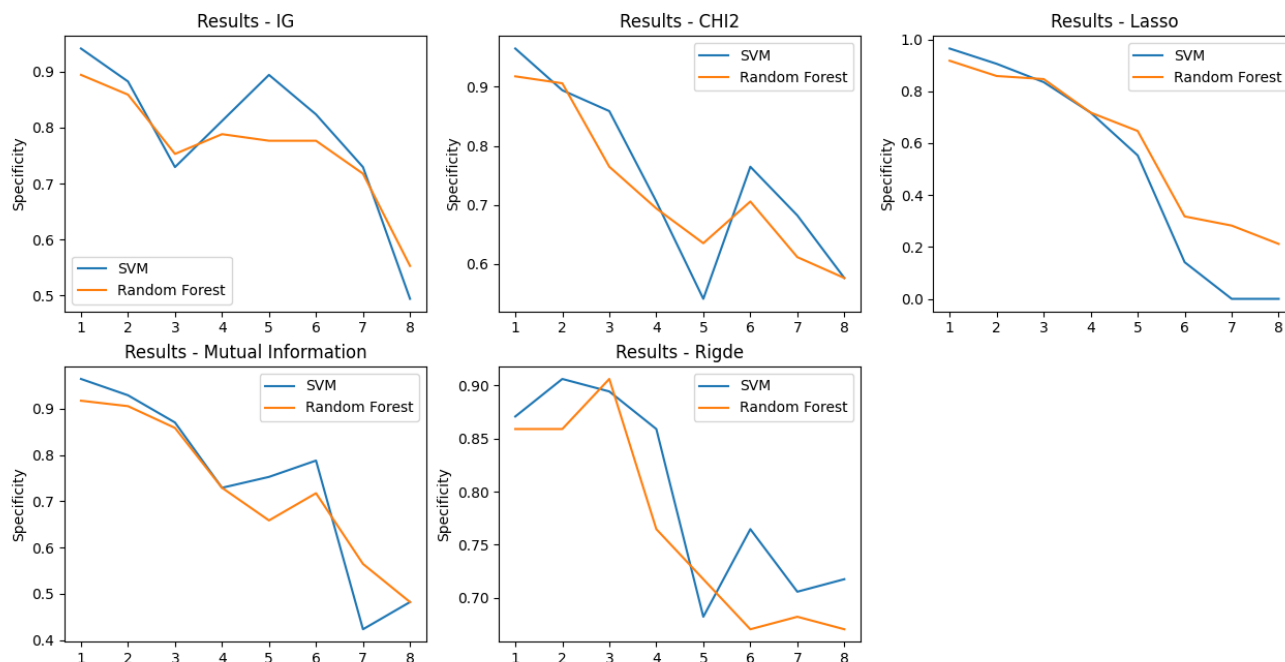 Results - IG
Specificity
0.9
0.8
0.7
0.6
0.5
SVM
Random Forest
1 2 3 4 5 6 7 8
Results - CHI2
Specificity
0.9
0.8
0.7
0.6
SVM
Random Forest
1 2 3 4 5 6 7 8
Results - Lasso
Specificity
1.0
0.8
0.6
0.4
0.2
0.0
SVM
Random Forest
1 2 3 4 5 6 7 8
Results - Mutual Information
Specificity
0.9
0.8
0.7
0.6
0.5
0.4
SVM
Random Forest
1 2 3 4 5 6 7 8
Results - Rigde
Specificity
0.90
0.85
0.80
0.75
0.70
SVM
Random Forest
1 2 3 4 5 6 7 8